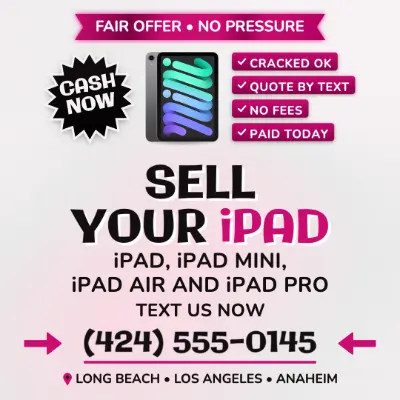 FAIR OFFER • NO PRESSURE
CASH
NOW
✓ CRACKED OK
✓ QUOTE BY TEXT
✓ NO FEES
✓ PAID TODAY
SELL
YOUR iPAD
iPAD, iPAD MINI,
iPAD AIR AND iPAD PRO
TEXT US NOW
(424) 555-0145
LONG BEACH • LOS ANGELES • ANAHEIM